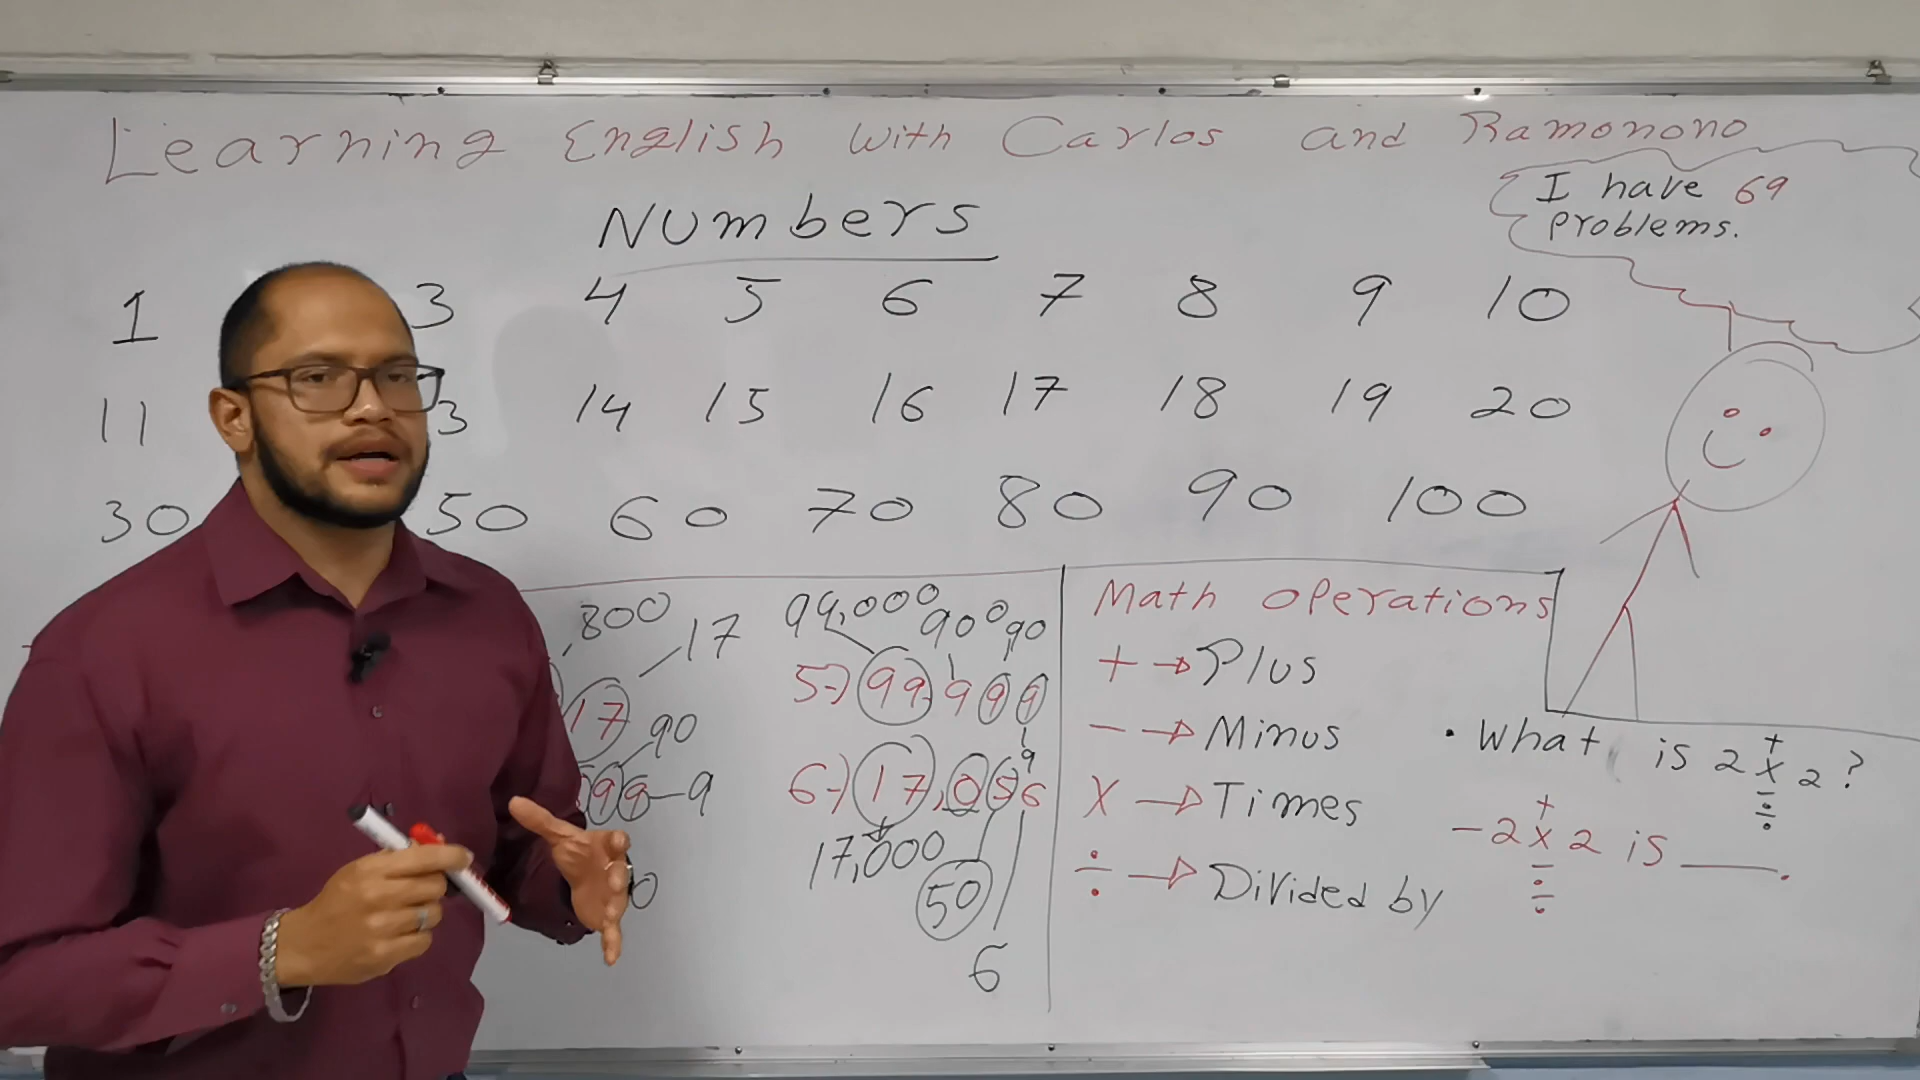 Learning English with Carlos and Ramonono
I have 69
problems.
Numbers
1 3 4 5 6 7 8 9 10
11 3 14 15 16 17 18 19 20
30 50 60 70 80 90 100
,800 17
17 90
99 9
0
99,000 900 90
5-) 99,999
9
6-) 17,056
17,000
50
6
Math operations
+ → Plus
- → Minus
x → Times
÷ → Divided by
• What is 2 + x - ÷ 2?
- 2 + x - ÷ 2 is ____.